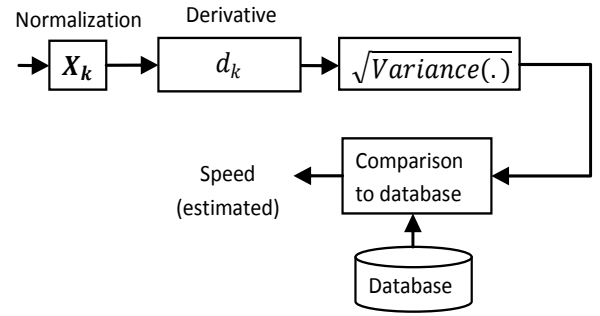 Normalization
Derivative
X_k
d_k
√Variance(.)
Speed
(estimated)
Comparison
to database
Database